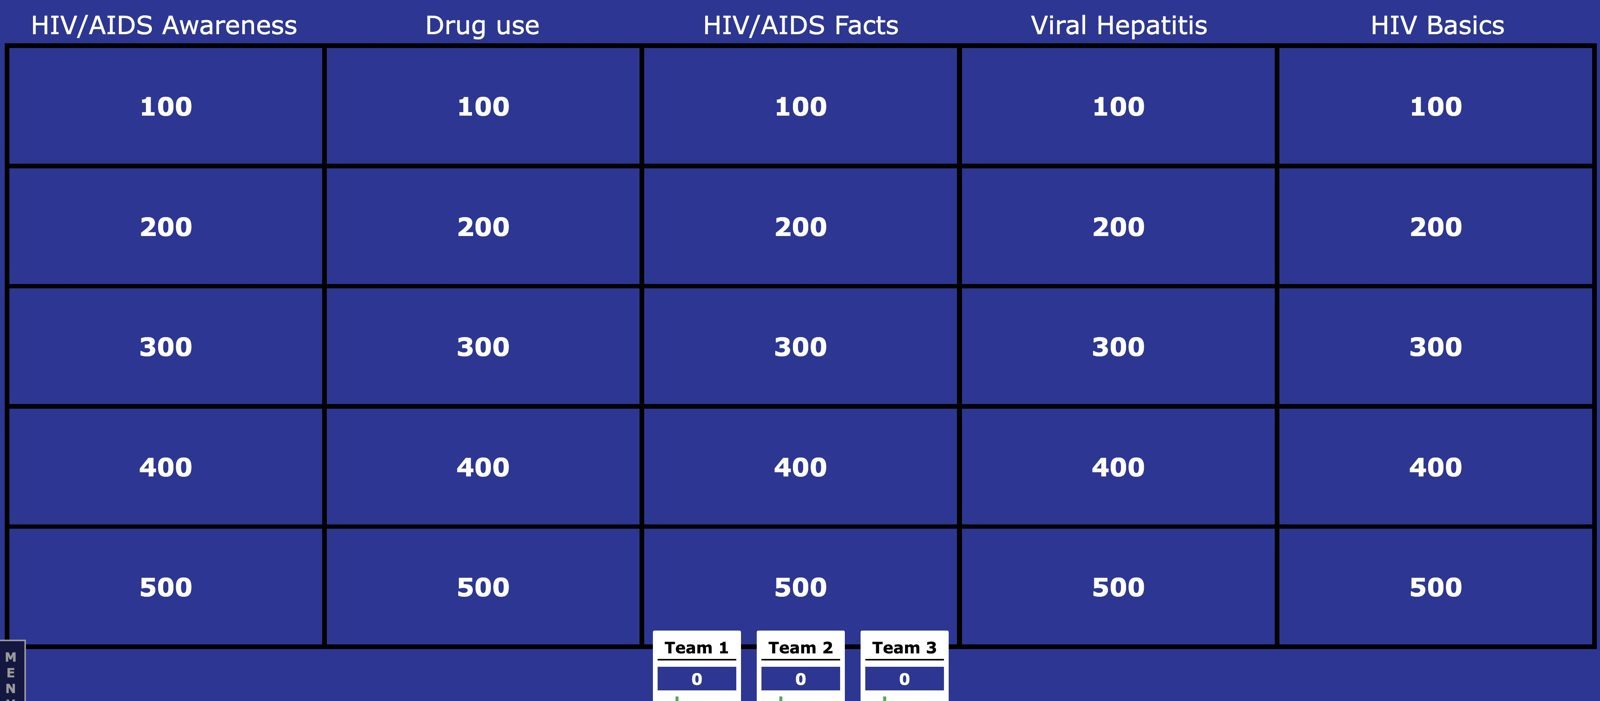 HIV/AIDS Awareness Drug use HIV/AIDS Facts Viral Hepatitis HIV Basics
100 100 100 100 100
200 200 200 200 200
300 300 300 300 300
400 400 400 400 400
500 500 500 500 500
Team 1 Team 2 Team 3
0 0 0
M
E
N